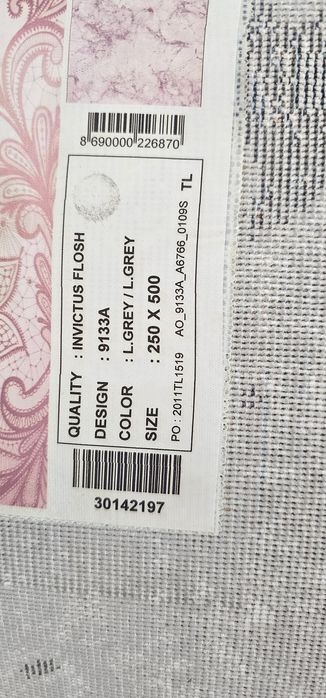 8 690000 226870
QUALITY : INVICTUS FLOSH
DESIGN : 9133A
COLOR : L.GREY / L.GREY
SIZE : 250 X 500
PO : 2011TL1519 AO_9133A_A6766_0109S TL
30142197